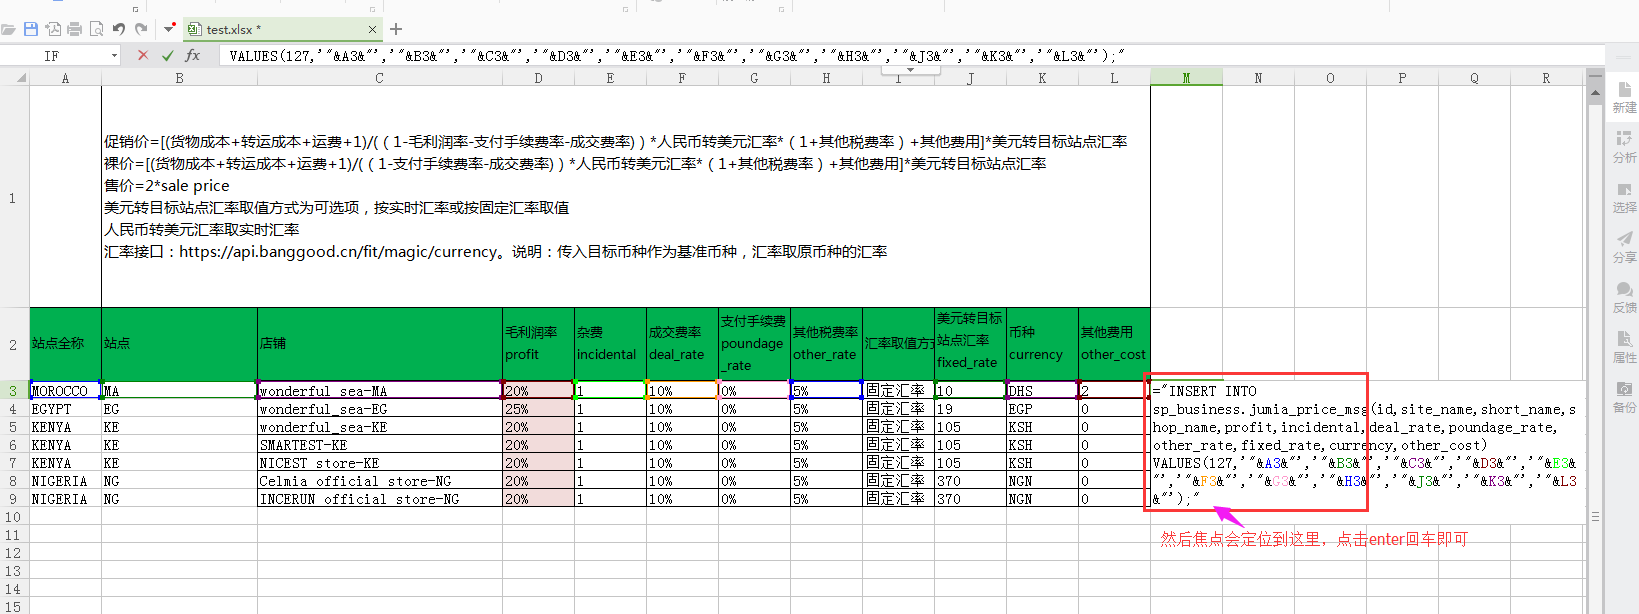 test.xlsx *
IF
fx
VALUES(127,'"&A3&"','"&B3&"','"&C3&"','"&D3&"','"&E3&"','"&F3&"','"&G3&"','"&H3&"','"&J3&"','"&K3&"','"&L3&"');"
A B C D E F G H I J K L M N O P Q R
1
促销价=[(货物成本+转运成本+运费+1)/(（1-毛利润率-支付手续费率-成交费率)）*人民币转美元汇率*（1+其他税费率）+其他费用]*美元转目标站点汇率
裸价=[(货物成本+转运成本+运费+1)/(（1-支付手续费率-成交费率)）*人民币转美元汇率*（1+其他税费率）+其他费用]*美元转目标站点汇率
售价=2*sale price
美元转目标站点汇率取值方式为可选项，按实时汇率或按固定汇率取值
人民币转美元汇率取实时汇率
汇率接口：https://api.banggood.cn/fit/magic/currency。说明：传入目标币种作为基准币种，汇率取原币种的汇率
2
站点全称
站点
店铺
毛利润率
profit
杂费
incidental
成交费率
deal_rate
支付手续费
poundage
_rate
其他税费率
other_rate
汇率取值方式
美元转目标
站点汇率
fixed_rate
币种
currency
其他费用
other_cost
3 MOROCCO MA wonderful sea-MA 20% 1 10% 0% 5% 固定汇率 10 DHS 2
4 EGYPT EG wonderful_sea-EG 25% 1 10% 0% 5% 固定汇率 19 EGP 0
5 KENYA KE wonderful_sea-KE 20% 1 10% 0% 5% 固定汇率 105 KSH 0
6 KENYA KE SMARTEST-KE 20% 1 10% 0% 5% 固定汇率 105 KSH 0
7 KENYA KE NICEST store-KE 20% 1 10% 0% 5% 固定汇率 105 KSH 0
8 NIGERIA NG Celmia official store-NG 20% 1 10% 0% 5% 固定汇率 370 NGN 0
9 NIGERIA NG INCERUN official store-NG 20% 1 10% 0% 5% 固定汇率 370 NGN 0
="INSERT INTO
sp_business.jumia_price_msg(id,site_name,short_name,s
hop_name,profit,incidental,deal_rate,poundage_rate,
other_rate,fixed_rate,currency,other_cost)
VALUES(127,'"&A3&"','"&B3&"','"&C3&"','"&D3&"','"&E3&
"','"&F3&"','"&G3&"','"&H3&"','"&J3&"','"&K3&"','"&L3
&"');"
10
11
12
13
14
15
然后焦点会定位到这里，点击enter回车即可
新建
分析
选择
分享
反馈
属性
备份